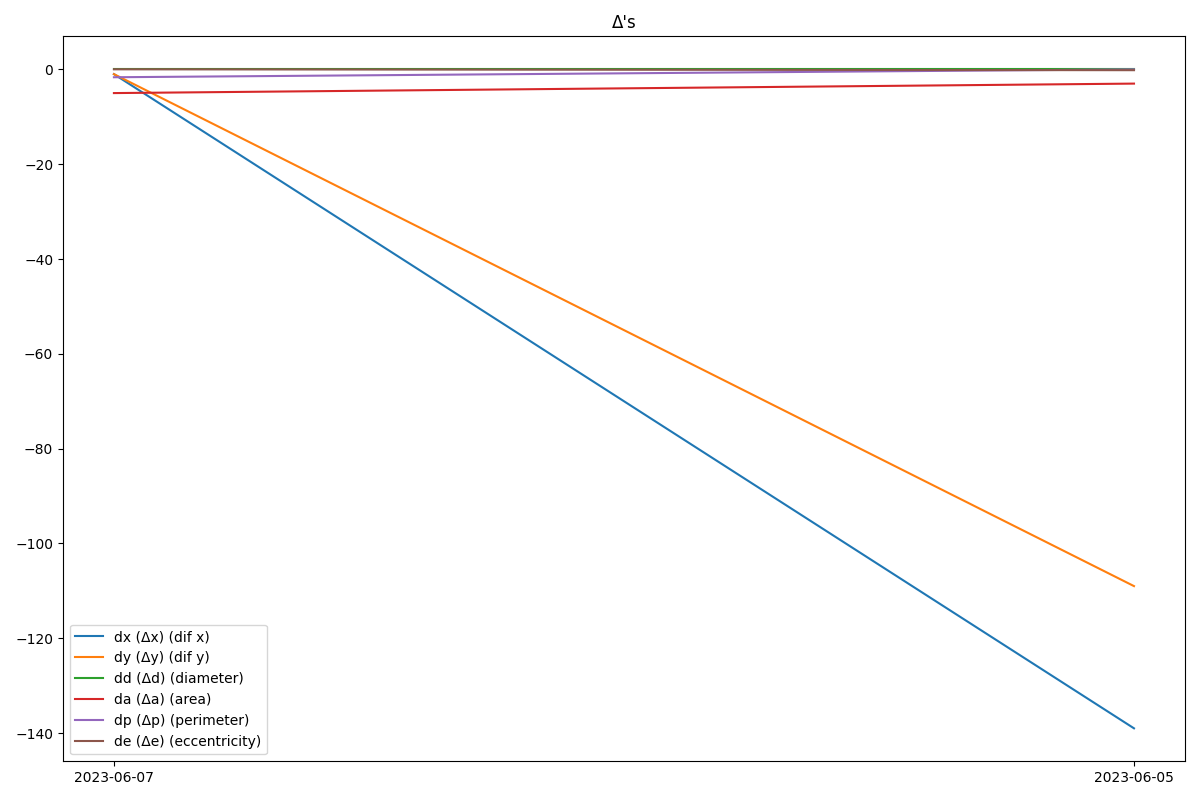 Δ's
0
−20
−40
−60
−80
−100
−120
−140
dx (Δx) (dif x)
dy (Δy) (dif y)
dd (Δd) (diameter)
da (Δa) (area)
dp (Δp) (perimeter)
de (Δe) (eccentricity)
2023-06-07 2023-06-05